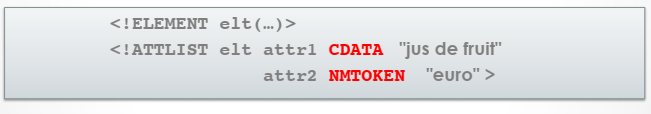 <!ELEMENT elt(…)>
<!ATTLIST elt attr1 CDATA "jus de fruit"
attr2 NMTOKEN "euro" >